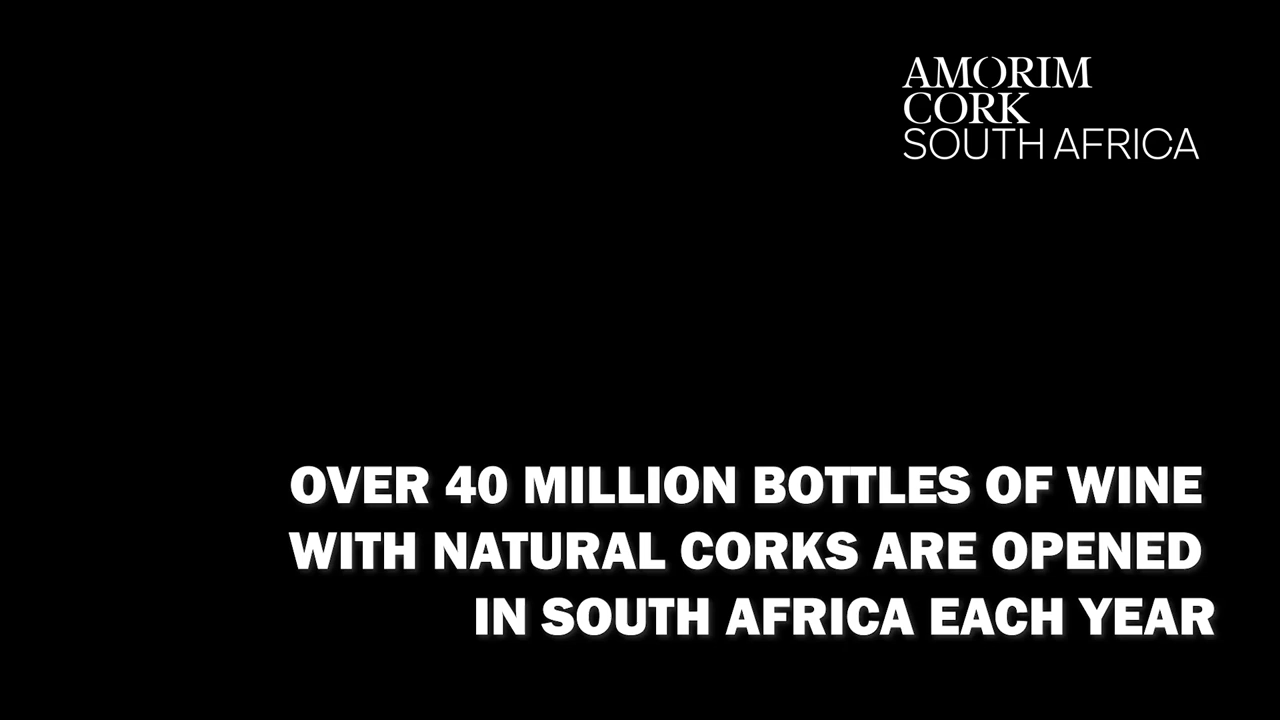 AMORIM
CORK
SOUTH AFRICA
OVER 40 MILLION BOTTLES OF WINE
WITH NATURAL CORKS ARE OPENED
IN SOUTH AFRICA EACH YEAR